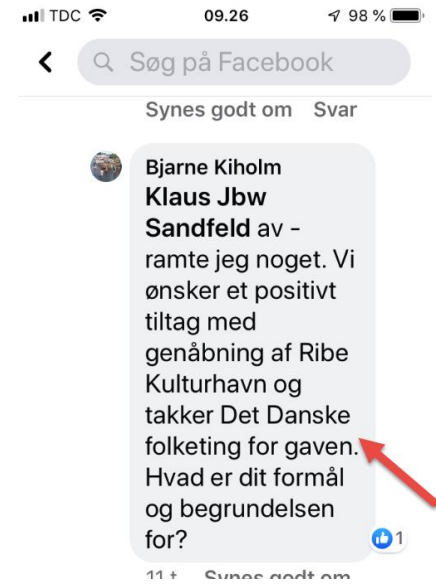 TDC 09.26 98 %
Søg på Facebook
Synes godt om Svar
Bjarne Kiholm
Klaus Jbw
Sandfeld av -
ramte jeg noget. Vi
ønsker et positivt
tiltag med
genåbning af Ribe
Kulturhavn og
takker Det Danske
folketing for gaven.
Hvad er dit formål
og begrundelsen
for?
1
11 t Synes godt om